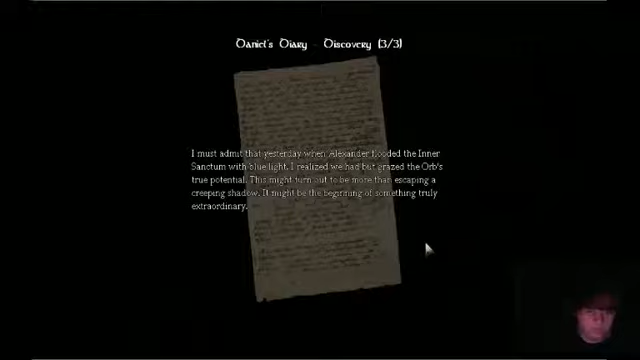 Daniel's Diary - Discovery (3/3)
I must admit that yesterday when Alexander flooded the Inner
Sanctum with blue light, I realized we had but grazed the Orb's
true potential. This might turn out to be more than escaping a
creeping shadow. It might be the beginning of something truly
extraordinary.